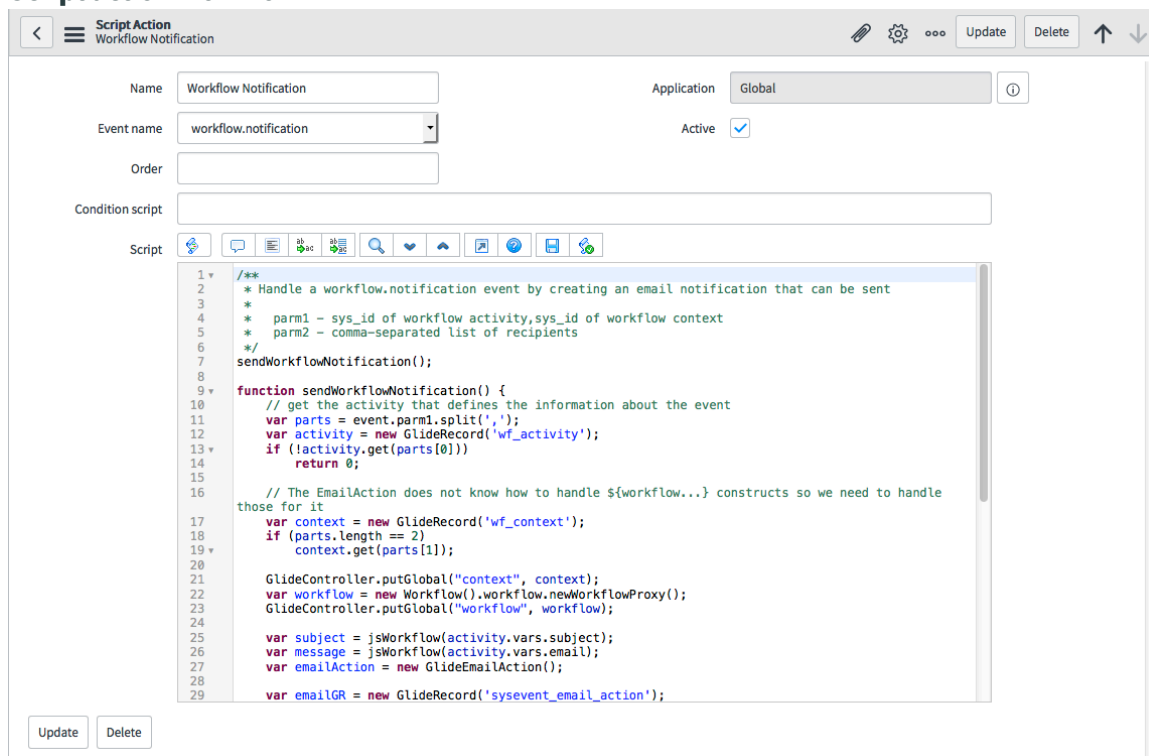 Script Action
Workflow Notification
Update
Delete
Name
Workflow Notification
Application
Global
Event name
workflow.notification
Active
Order
Condition script
Script
1 /**
2  * Handle a workflow.notification event by creating an email notification that can be sent
3  *
4  *   parm1 – sys_id of workflow activity,sys_id of workflow context
5  *   parm2 – comma-separated list of recipients
6  */
7 sendWorkflowNotification();
8
9 function sendWorkflowNotification() {
10     // get the activity that defines the information about the event
11     var parts = event.parm1.split(',');
12     var activity = new GlideRecord('wf_activity');
13     if (!activity.get(parts[0]))
14         return 0;
15
16     // The EmailAction does not know how to handle ${workflow...} constructs so we need to handle
those for it
17     var context = new GlideRecord('wf_context');
18     if (parts.length == 2)
19         context.get(parts[1]);
20
21     GlideController.putGlobal("context", context);
22     var workflow = new Workflow().workflow.newWorkflowProxy();
23     GlideController.putGlobal("workflow", workflow);
24
25     var subject = jsWorkflow(activity.vars.subject);
26     var message = jsWorkflow(activity.vars.email);
27     var emailAction = new GlideEmailAction();
28
29     var emailGR = new GlideRecord('sysevent_email_action');
Update
Delete